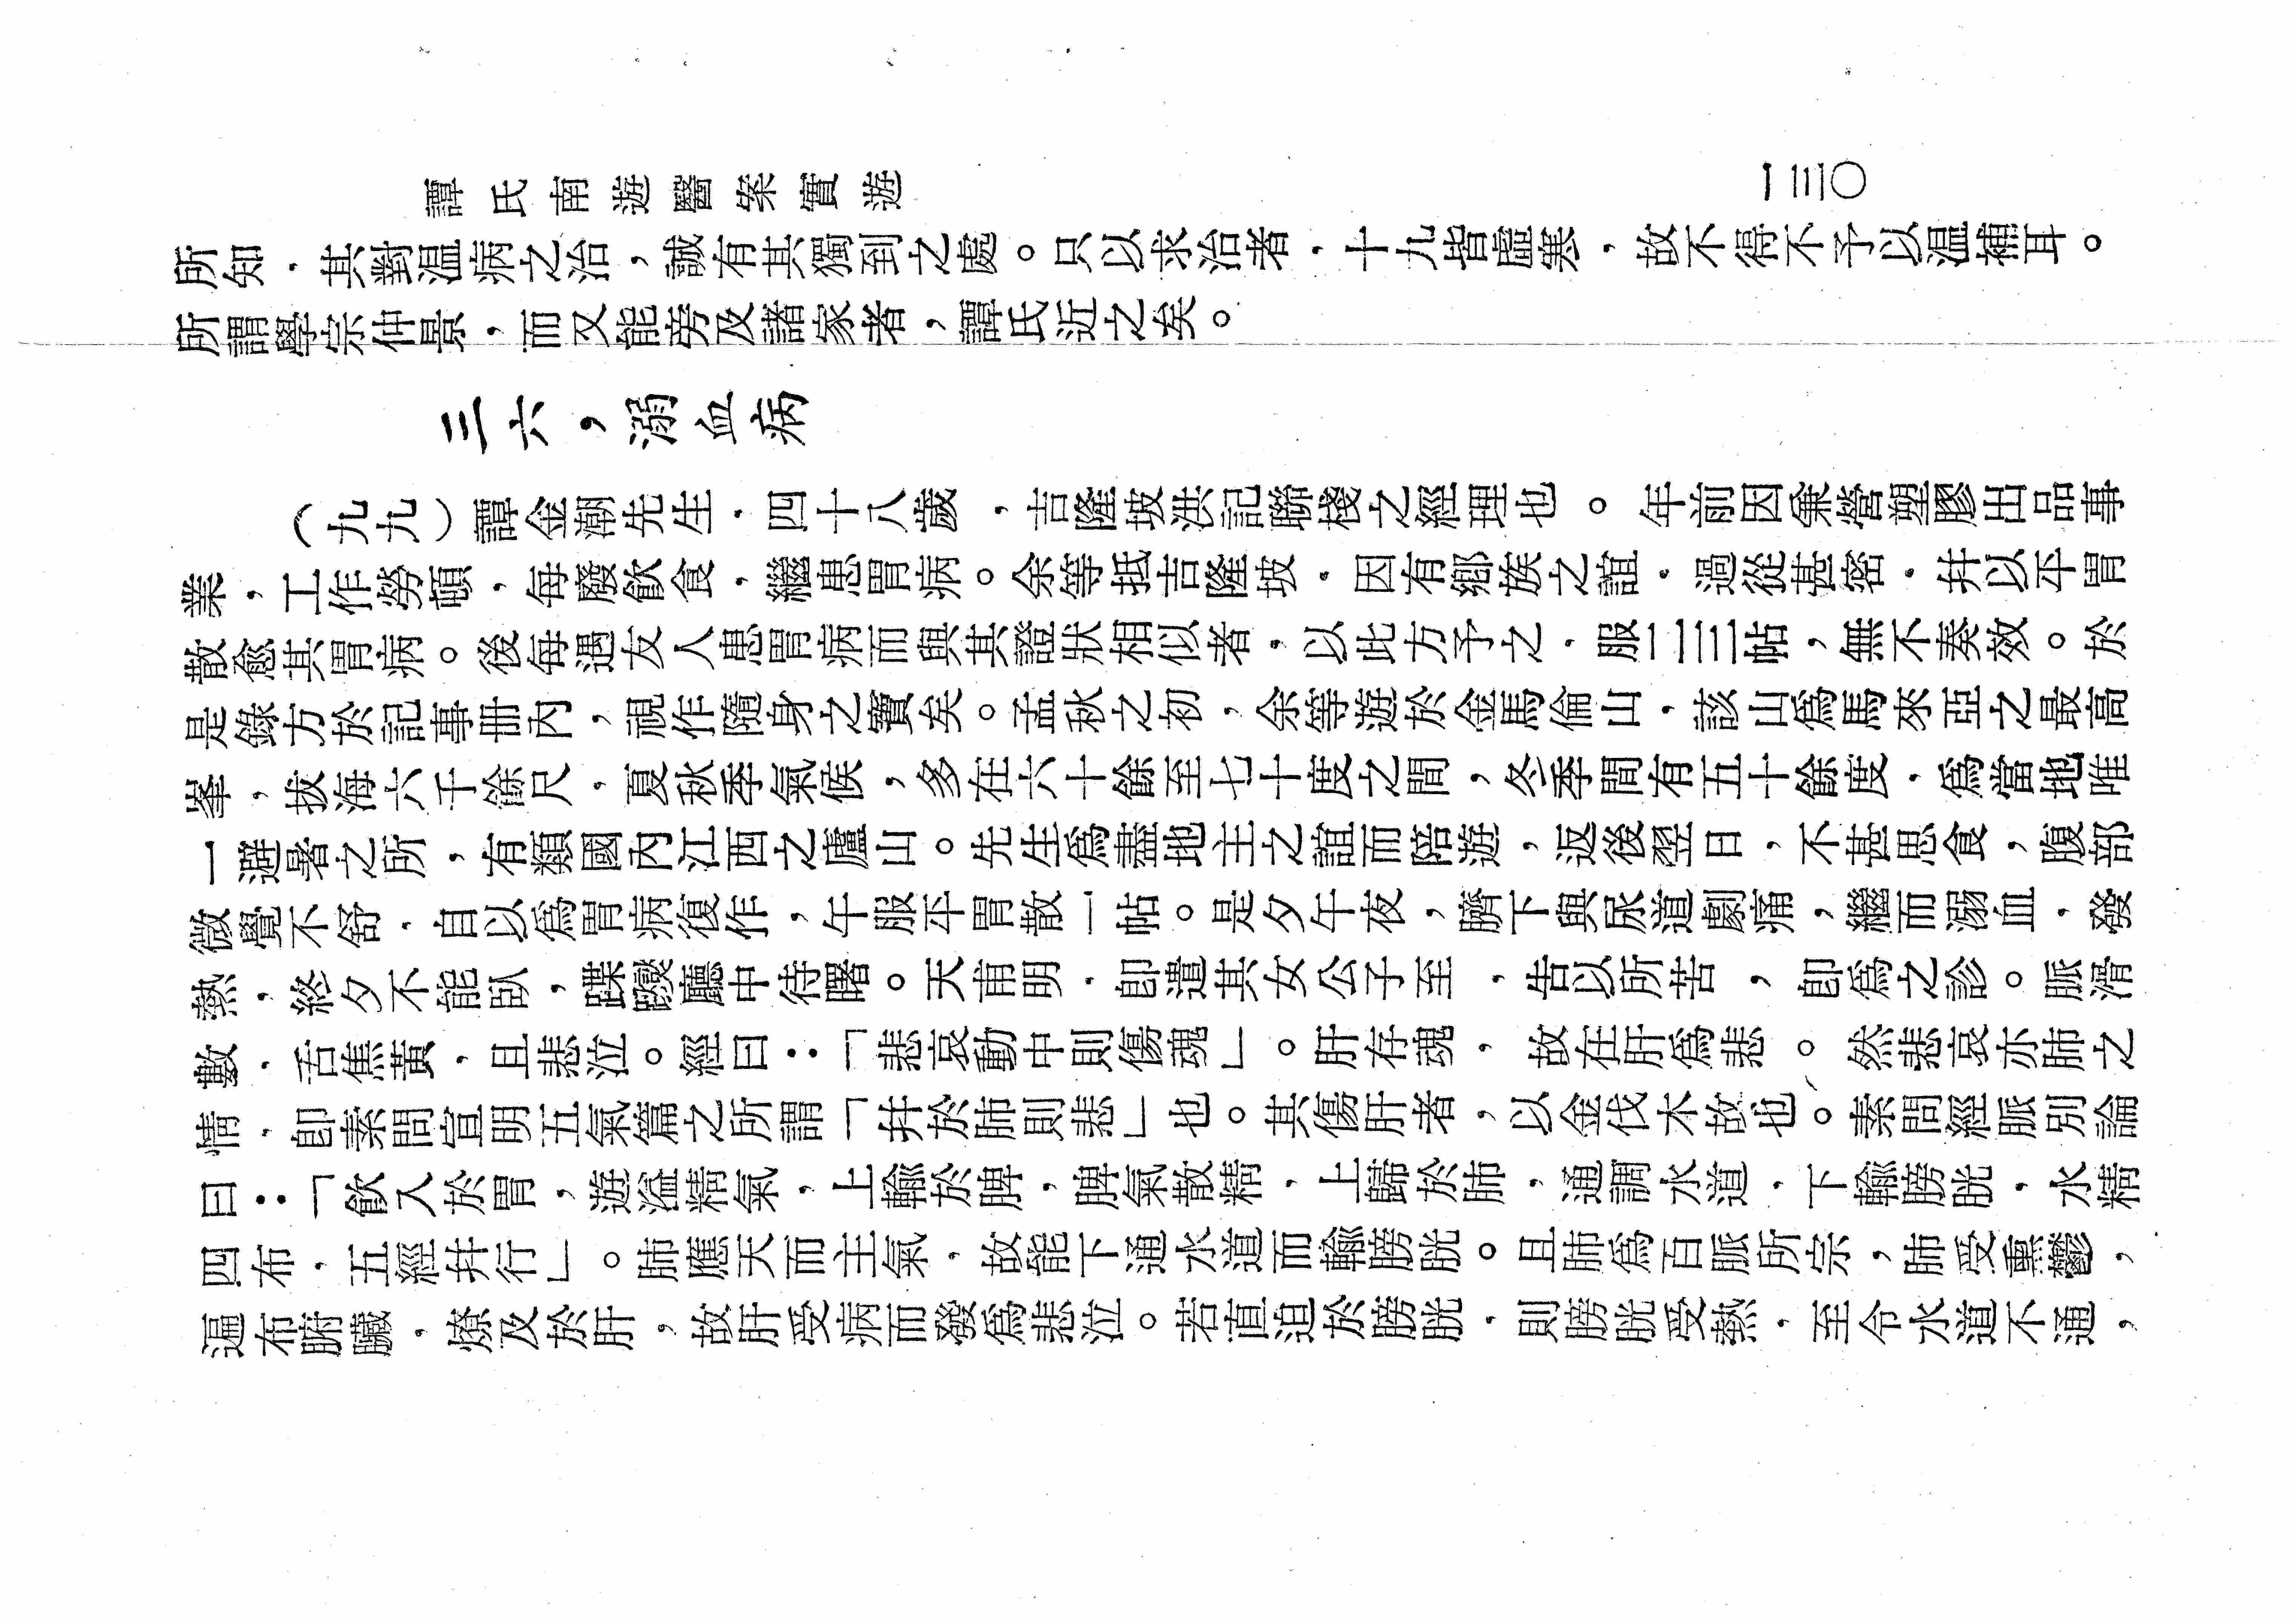 譚氏南遊醫案實遊
一三〇
所知，其對温病之治，誠有其獨到之處。只以求治者，十九皆虛寒，故不得不予以温補耳。
所謂學宗仲景，而又能旁及諸家者，譚氏近之矣。
三六，溺血病
（九九）譚金潮先生，四十八歲，吉隆坡洪記聯棧之經理也。年前因兼營塑膠出品事
業，工作勞頓，每廢飲食，繼患胃病。余等抵吉隆坡，因有鄉族之誼，過從甚密，幷以平胃
散愈其胃病。後每遇友人患胃病而與其證狀相似者，以此方予之，服二三帖，無不奏效。於
是錄方於記事册內，視作隨身之寶矣。孟秋之初，余等遊於金馬倫山，該山爲馬來亞之最高
峯，拔海六千餘尺，夏秋季氣候，多在六十餘至七十度之間，冬季間有五十餘度，爲當地唯
一避暑之所，有類國內江西之廬山。先生爲盡地主之誼而陪遊，返後翌日，不甚思食，腹部
微覺不舒，自以爲胃病復作，午服平胃散一帖。是夕午夜，臍下與尿道劇痛，繼而溺血，發
熱，終夕不能臥，蹀躞廳中待曙。天甫明，卽遣其女公子至，告以所苦，卽爲之診。脈滑
數，舌焦黃，且悲泣。經曰：「悲哀動中則傷魂」。肝存魂，故在肝爲悲。然悲哀亦肺之
情，卽素問宣明五氣篇之所謂「幷於肺則悲」也。其傷肝者，以金伐木故也。素問經脈別論
曰：「飲入於胃，遊溢精氣，上輸於脾，脾氣散精，上歸於肺，通調水道，下輸膀胱，水精
四布，五經幷行」。肺應天而主氣，故能下通水道而輸膀胱。且肺爲百脈所宗，肺受熏鬱，
遍布腑臟，燎及於肝，故肝受病而發爲悲泣。若直迫於膀胱，則膀胱受熱，至令水道不通，